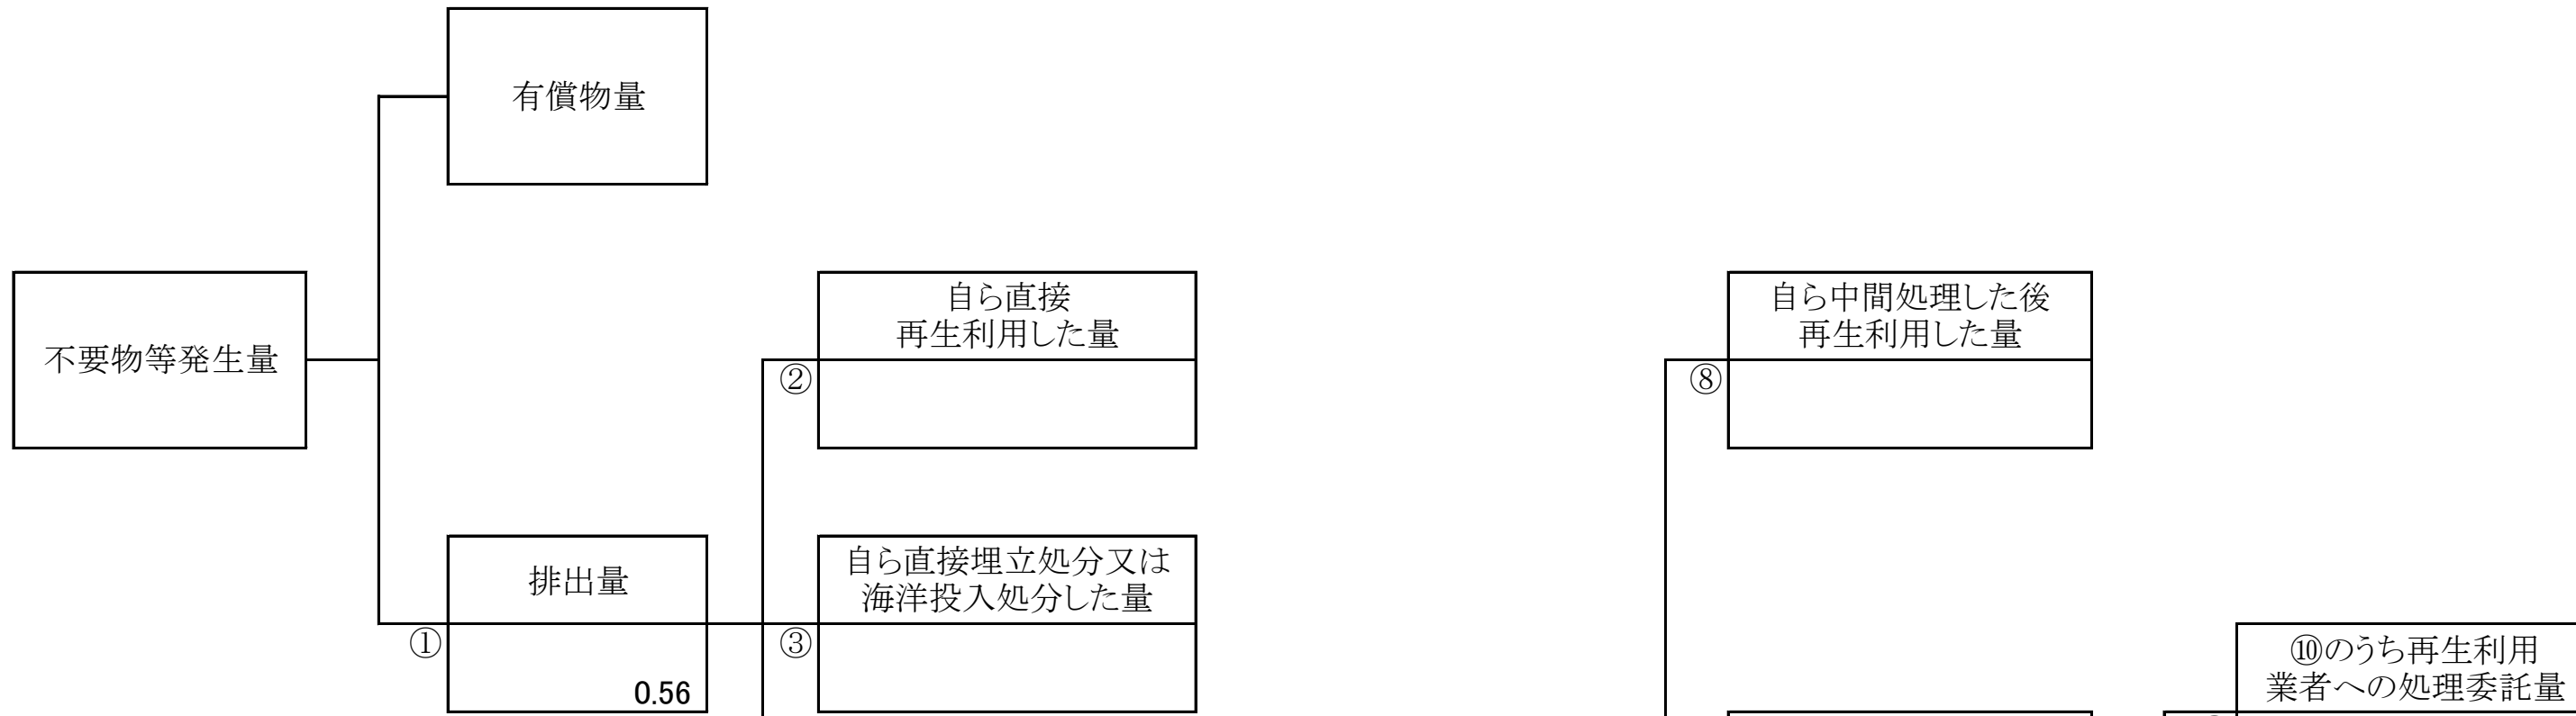 有償物量
不要物等発生量
自ら直接
再生利用した量
②
自ら中間処理した後
再生利用した量
⑧
排出量
①
0.56
自ら直接埋立処分又は
海洋投入処分した量
③
⑩のうち再生利用
業者への処理委託量